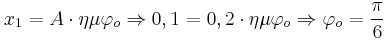 x₁ = A · ημφₒ ⇒ 0,1 = 0,2 · ημφₒ ⇒ φₒ = π/6